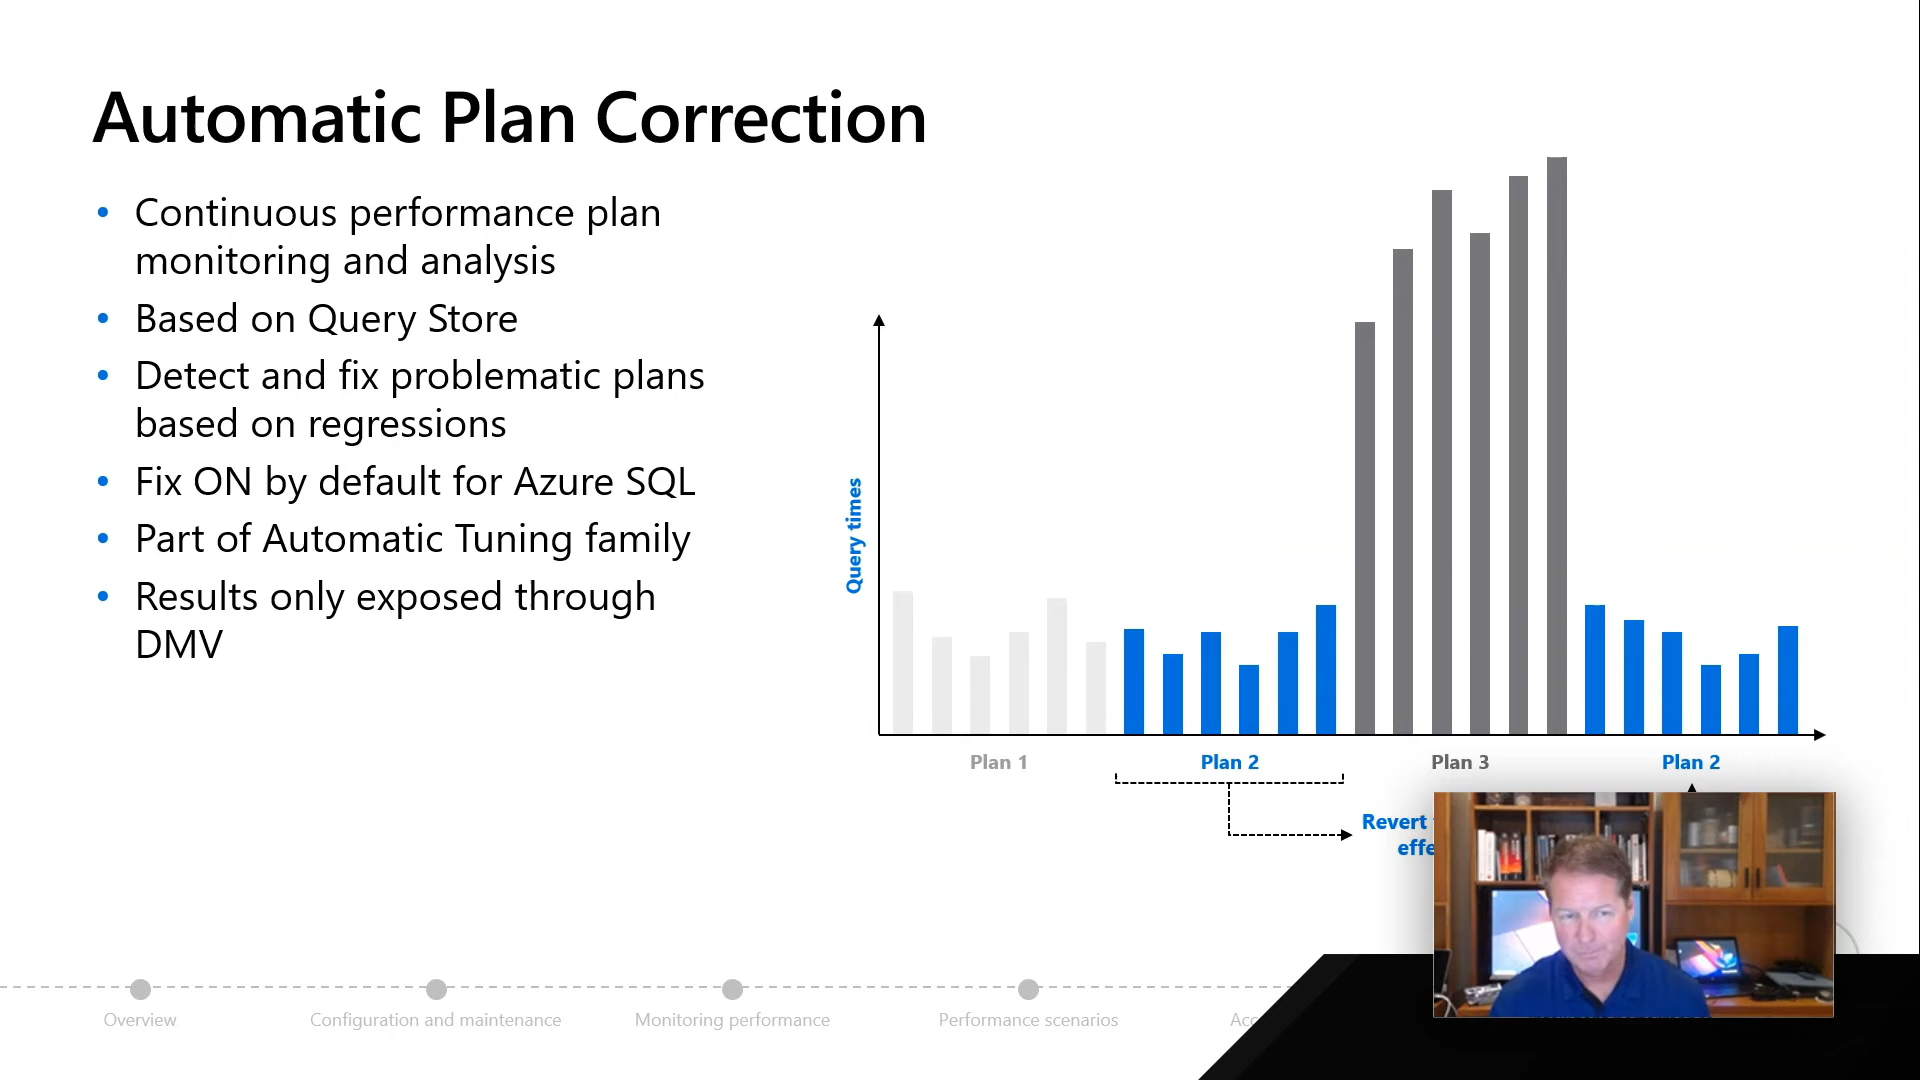 Automatic Plan Correction
• Continuous performance plan
monitoring and analysis
• Based on Query Store
• Detect and fix problematic plans
based on regressions
• Fix ON by default for Azure SQL
• Part of Automatic Tuning family
• Results only exposed through
DMV
Query times
Plan 1
Plan 2
Plan 3
Plan 2
Revert
Overview
Configuration and maintenance
Monitoring performance
Performance scenarios